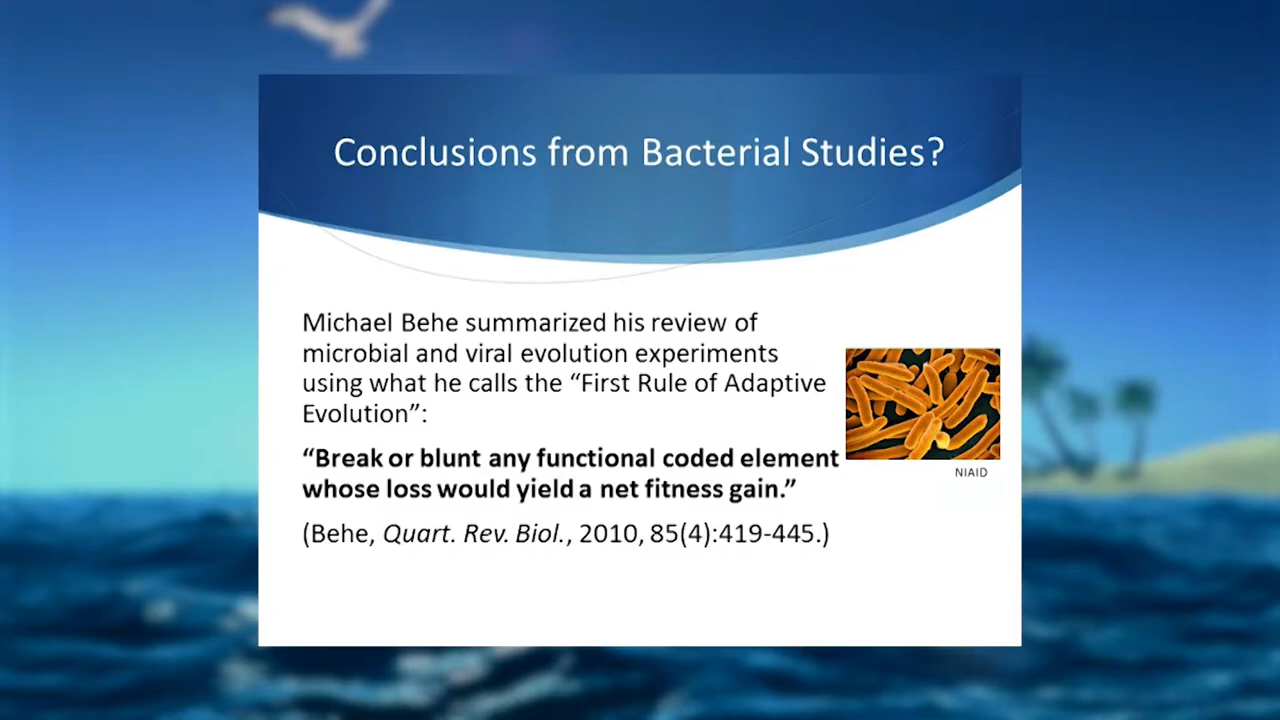 Conclusions from Bacterial Studies?
Michael Behe summarized his review of
microbial and viral evolution experiments
using what he calls the “First Rule of Adaptive
Evolution”:
“Break or blunt any functional coded element
whose loss would yield a net fitness gain.”
(Behe, Quart. Rev. Biol., 2010, 85(4):419-445.)
NIAID